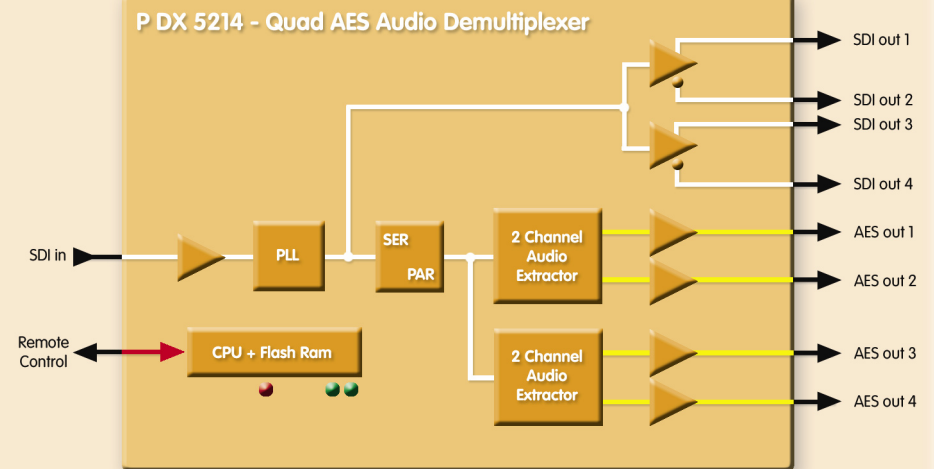 P DX 5214 - Quad AES Audio Demultiplexer
SDI out 1
SDI out 2
SDI out 3
SDI out 4
SDI in
PLL
SER
PAR
2 Channel
Audio
Extractor
AES out 1
AES out 2
Remote
Control
CPU + Flash Ram
2 Channel
Audio
Extractor
AES out 3
AES out 4